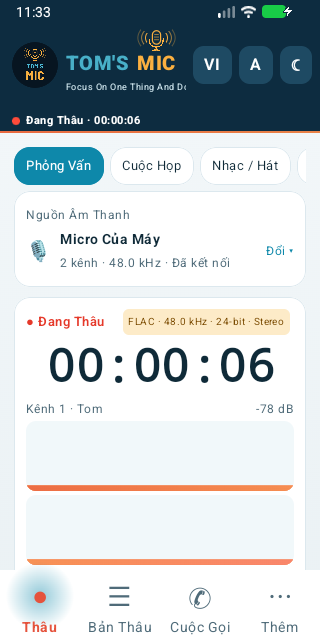 11:33
TOM'S MIC
TOM'S MIC
Focus On One Thing And Do
VI
A
Đang Thâu · 00:00:06
Phỏng Vấn
Cuộc Họp
Nhạc / Hát
Nguồn Âm Thanh
Micro Của Máy
2 kênh · 48.0 kHz · Đã kết nối
Đổi
Đang Thâu
FLAC · 48.0 kHz · 24-bit · Stereo
00:00:06
Kênh 1 · Tom
-78 dB
Thâu
Bản Thâu
Cuộc Gọi
Thêm